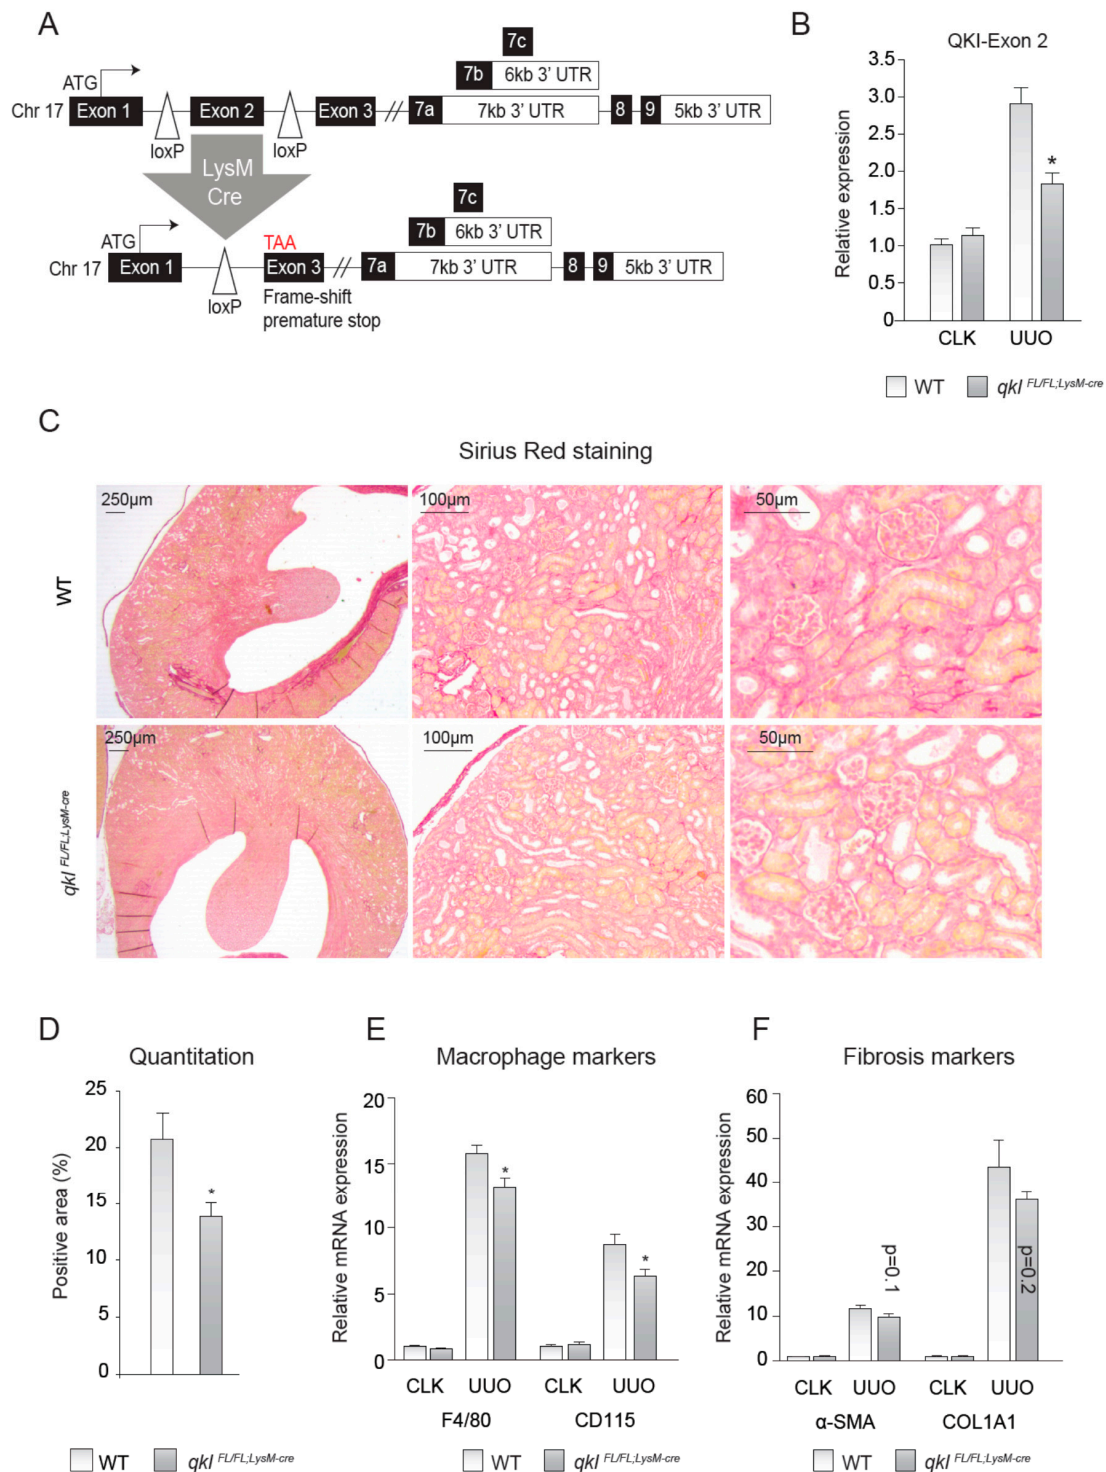 A
7c
7b 6kb 3' UTR
ATG
Chr 17 Exon 1 Exon 2 Exon 3 7a 7kb 3' UTR 8 9 5kb 3' UTR
loxP loxP
LysM
Cre
7c
7b 6kb 3' UTR
ATG TAA
Chr 17 Exon 1 Exon 3 7a 7kb 3' UTR 8 9 5kb 3' UTR
loxP Frame-shift
premature stop
B
QKI-Exon 2
Relative expression
3.5
3.0
2.5
2.0
1.5
1.0
0.5
0
*
CLK UUO
WT qkI FL/FL;LysM-cre
C
Sirius Red staining
WT
250µm 100µm 50µm
qkI FL/FL;LysM-cre
250µm 100µm 50µm
D
Quantitation
Positive area (%)
25
20
15
10
5
0
*
WT qkI FL/FL;LysM-cre
E
Macrophage markers
Relative mRNA expression
20
15
10
5
0
*
*
CLK UUO CLK UUO
F4/80 CD115
WT qkI FL/FL;LysM-cre
F
Fibrosis markers
Relative mRNA expression
60
50
40
30
20
10
0
p=0.1
p=0.2
CLK UUO CLK UUO
α-SMA COL1A1
WT qkI FL/FL;LysM-cre